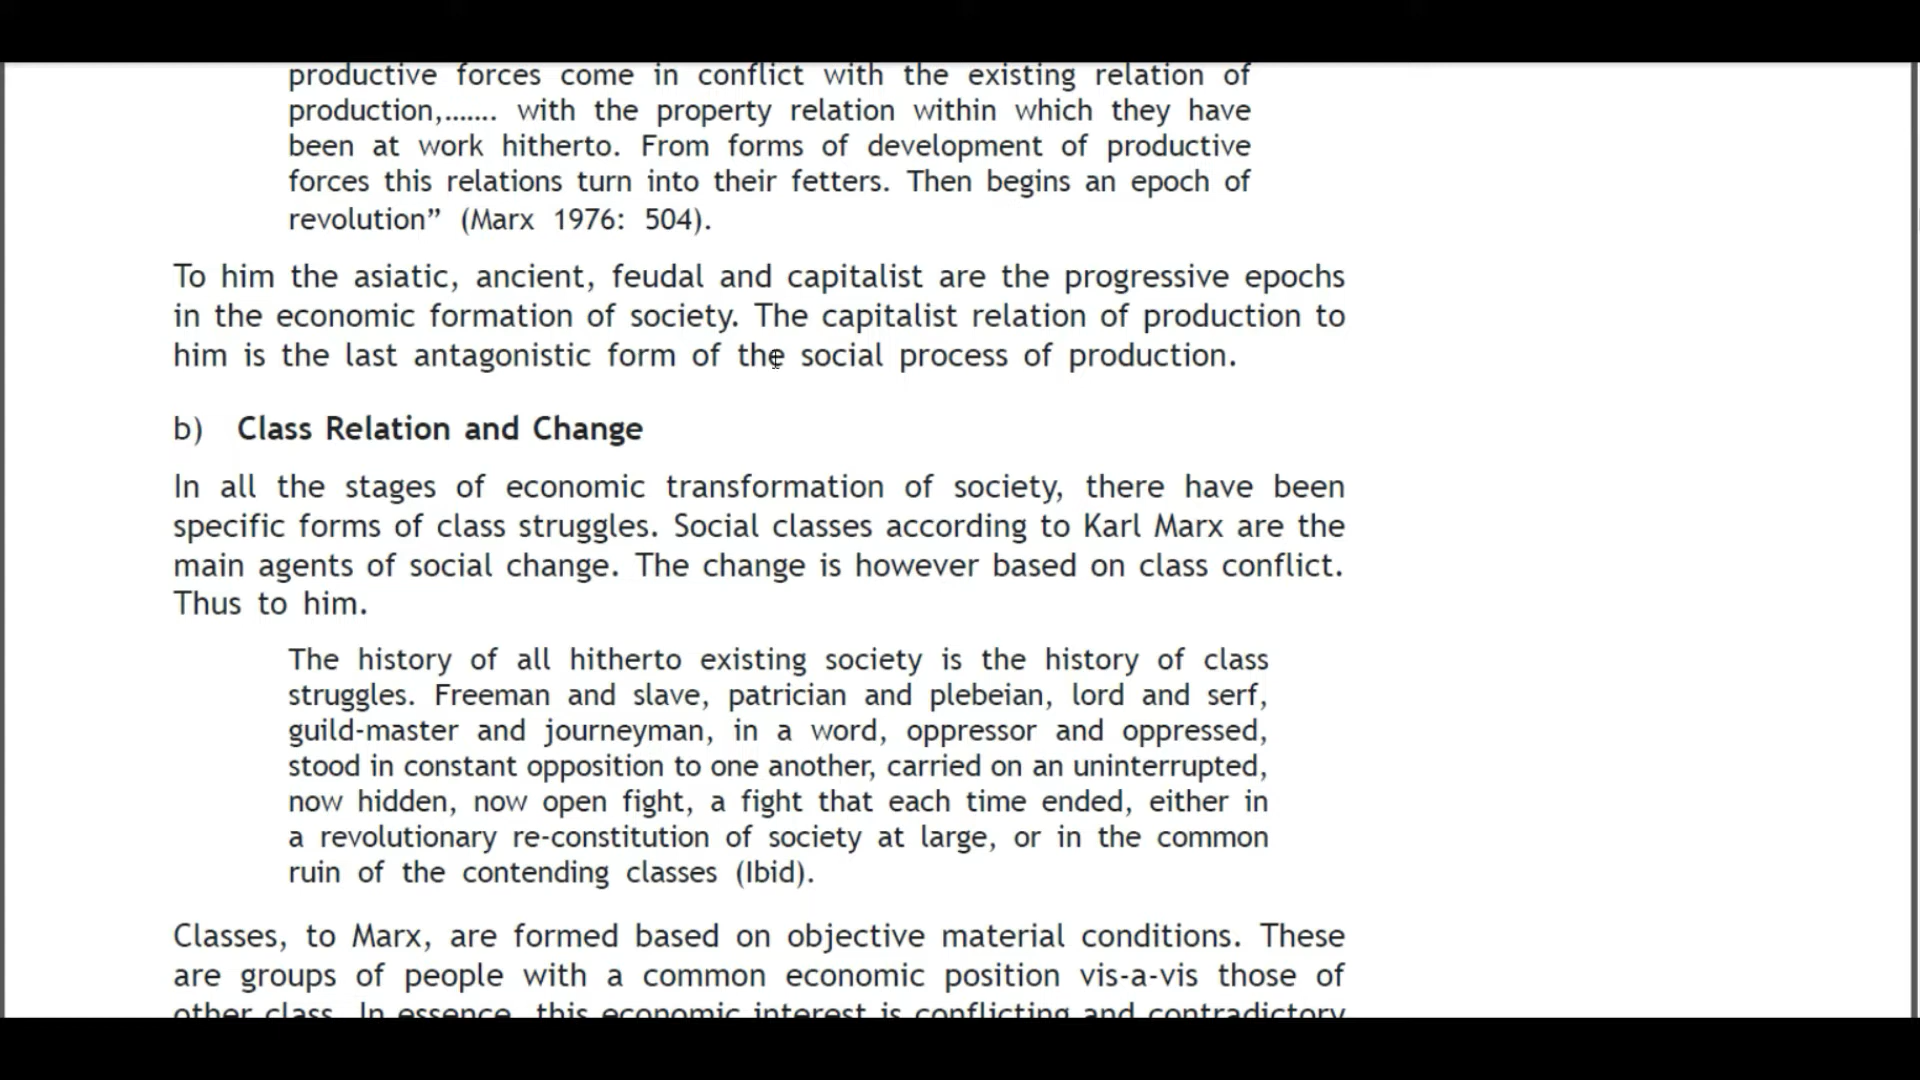 productive forces come in conflict with the existing relation of
production,....... with the property relation within which they have
been at work hitherto. From forms of development of productive
forces this relations turn into their fetters. Then begins an epoch of
revolution” (Marx 1976: 504).
To him the asiatic, ancient, feudal and capitalist are the progressive epochs
in the economic formation of society. The capitalist relation of production to
him is the last antagonistic form of the social process of production.
b) Class Relation and Change
In all the stages of economic transformation of society, there have been
specific forms of class struggles. Social classes according to Karl Marx are the
main agents of social change. The change is however based on class conflict.
Thus to him.
The history of all hitherto existing society is the history of class
struggles. Freeman and slave, patrician and plebeian, lord and serf,
guild-master and journeyman, in a word, oppressor and oppressed,
stood in constant opposition to one another, carried on an uninterrupted,
now hidden, now open fight, a fight that each time ended, either in
a revolutionary re-constitution of society at large, or in the common
ruin of the contending classes (Ibid).
Classes, to Marx, are formed based on objective material conditions. These
are groups of people with a common economic position vis-a-vis those of
other class. In essence, this economic interest is conflicting and contradictory